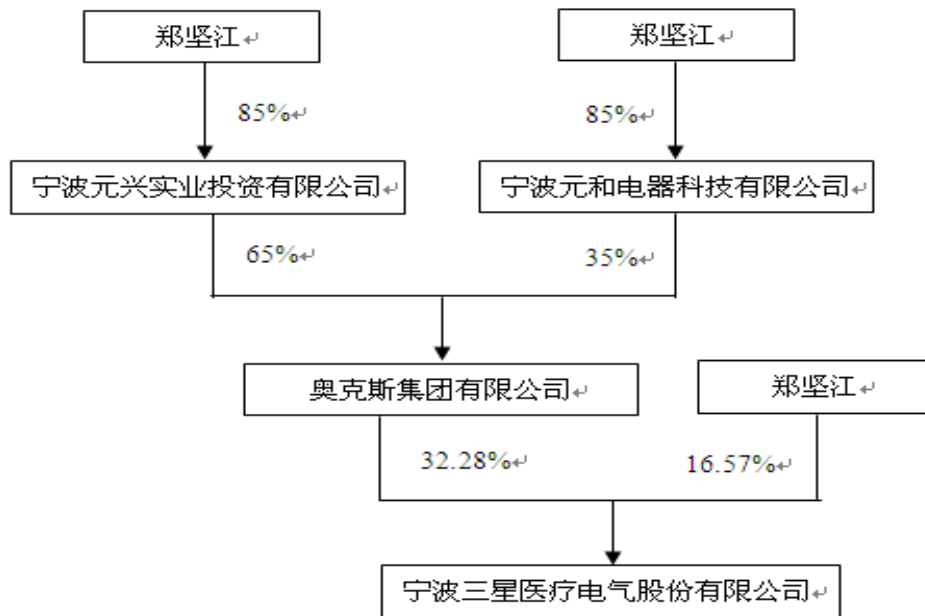 郑坚江
郑坚江
85%
85%
宁波元兴实业投资有限公司
宁波元和电器科技有限公司
65%
35%
奥克斯集团有限公司
郑坚江
32.28%
16.57%
宁波三星医疗电气股份有限公司